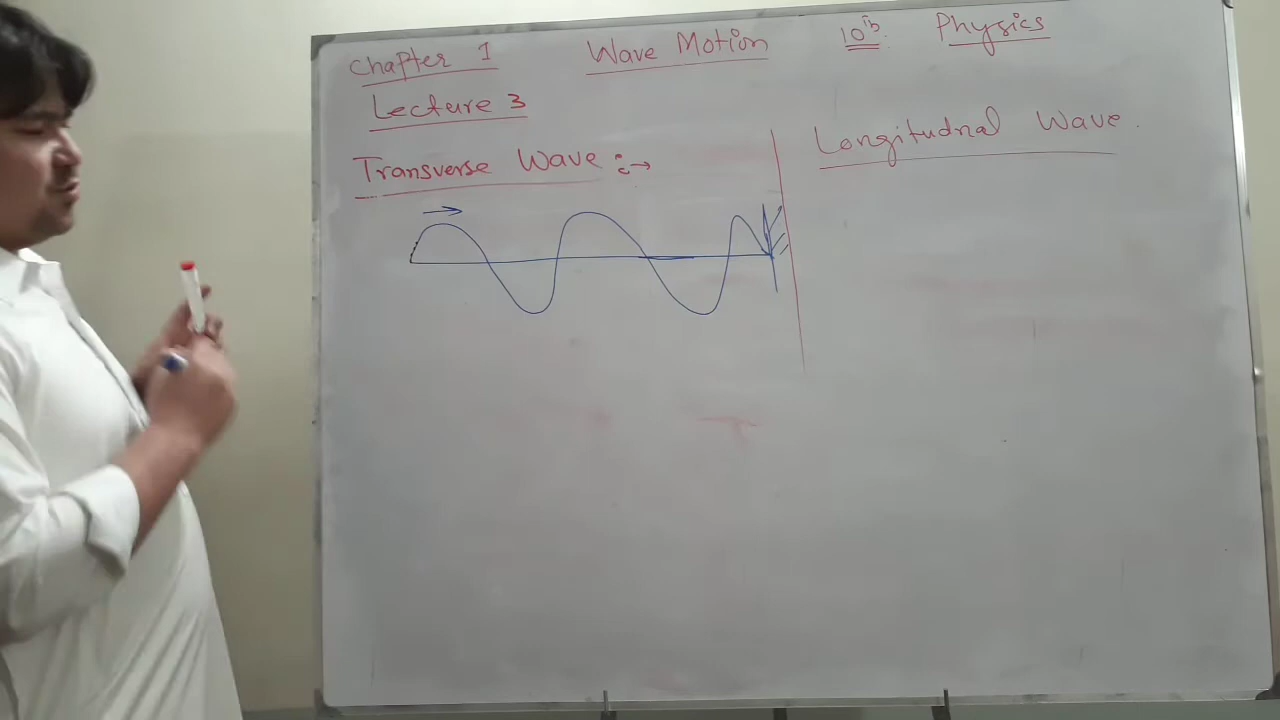 Chapter 1 Wave Motion 10th Physics
Lecture 3
Transverse Wave :→
Longitudnal Wave.